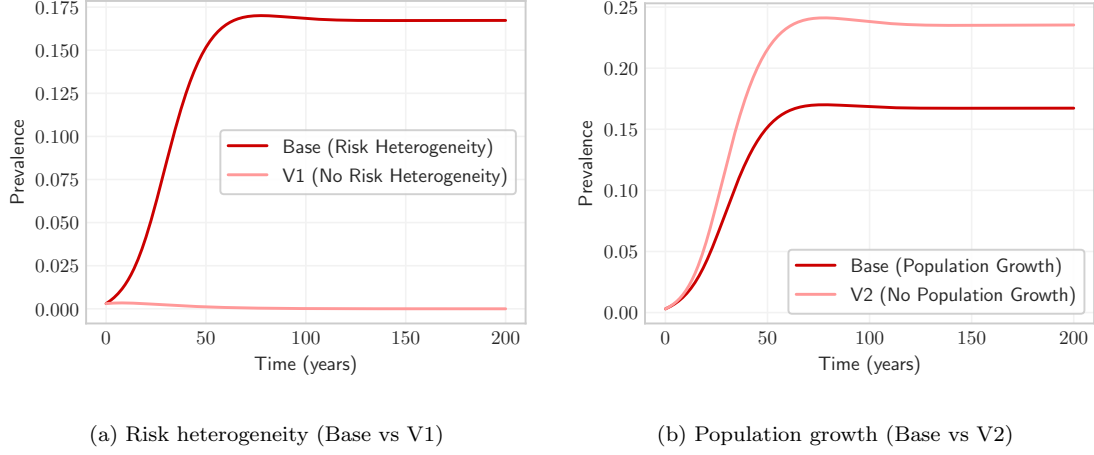 0.175
0.150
0.125
0.100
0.075
0.050
0.025
0.000
Prevalence
Base (Risk Heterogeneity)
V1 (No Risk Heterogeneity)
0 50 100 150 200
Time (years)
(a) Risk heterogeneity (Base vs V1)
0.25
0.20
0.15
0.10
0.05
0.00
Prevalence
Base (Population Growth)
V2 (No Population Growth)
0 50 100 150 200
Time (years)
(b) Population growth (Base vs V2)